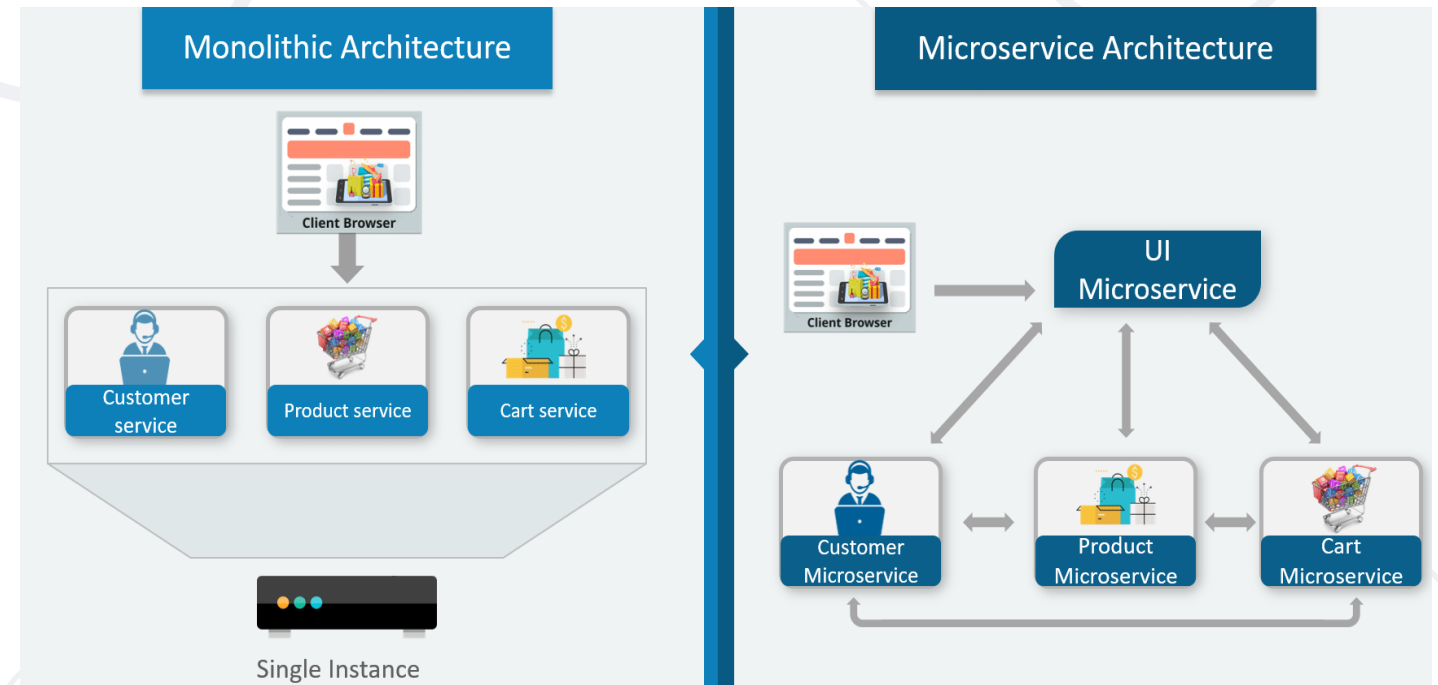 Monolithic Architecture
Client Browser
Customer
service
Product service
Cart service
Single Instance
Microservice Architecture
Client Browser
UI
Microservice
Customer
Microservice
Product
Microservice
Cart
Microservice